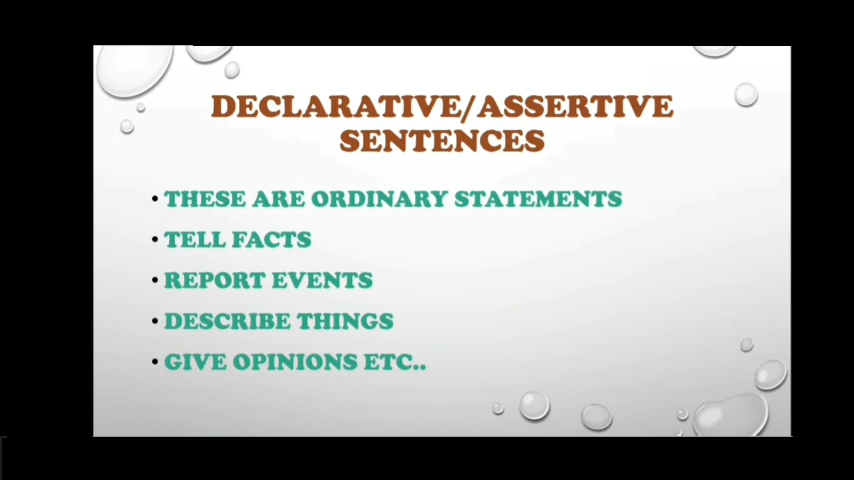 DECLARATIVE/ASSERTIVE
SENTENCES
• THESE ARE ORDINARY STATEMENTS
• TELL FACTS
• REPORT EVENTS
• DESCRIBE THINGS
• GIVE OPINIONS ETC..